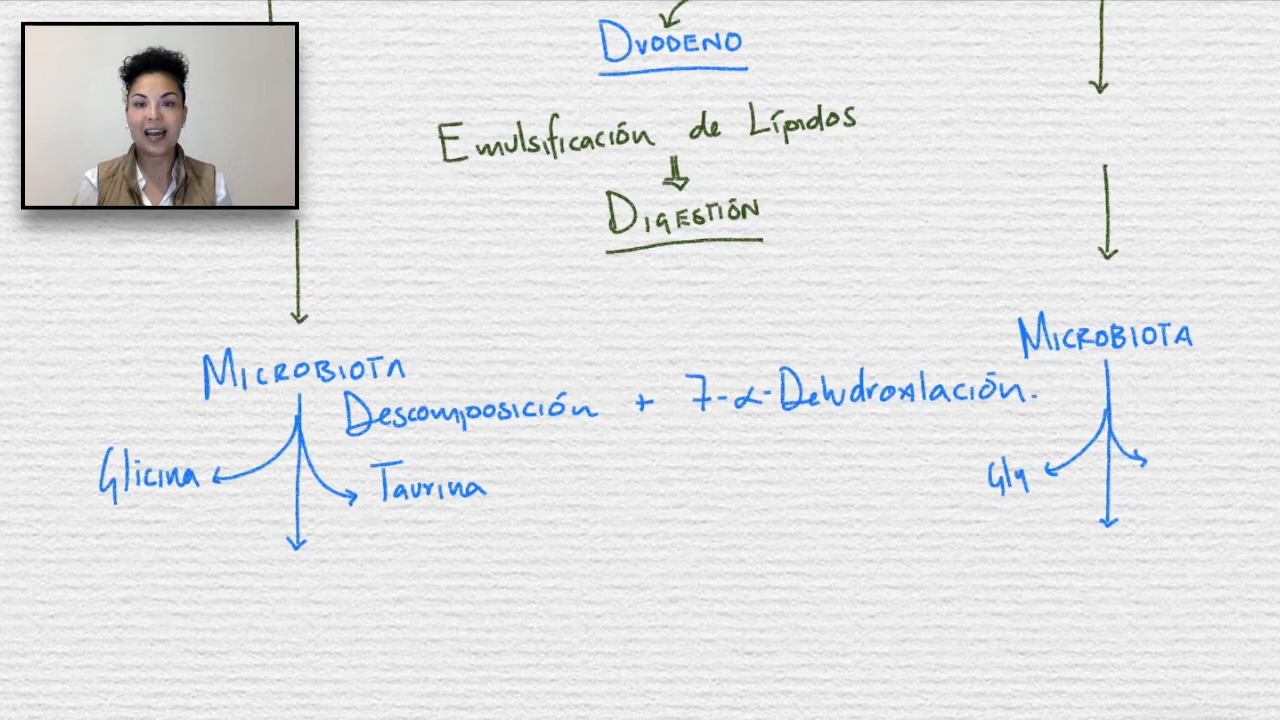 DUODENO
Emulsificación de Lípidos
DIGESTIÓN
MICROBIOTA
MICROBIOTA
Descomposición + 7-α-Dehidroxilación.
Glicina
Taurina
Gly